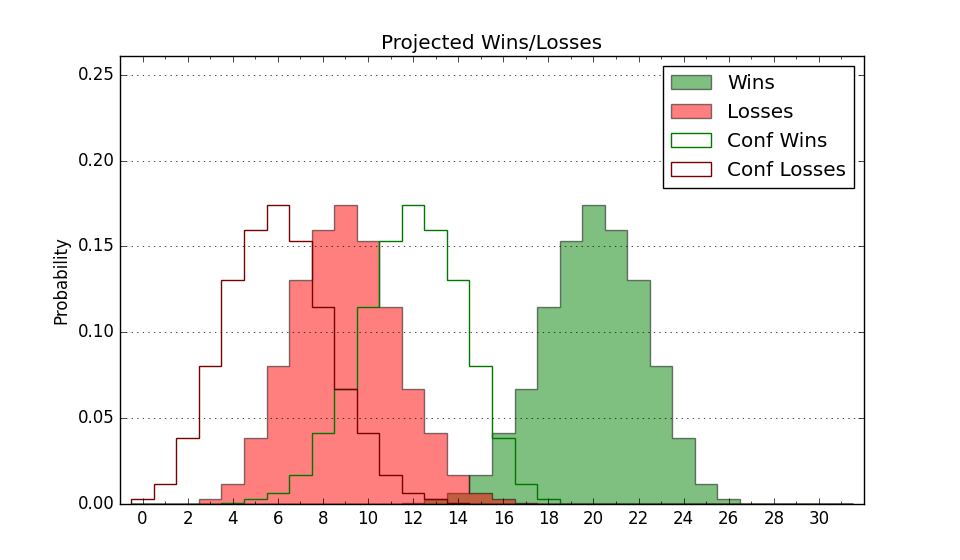 Projected Wins/Losses
0.25
0.20
0.15
0.10
0.05
0.00
Probability
Wins
Losses
Conf Wins
Conf Losses
0 2 4 6 8 10 12 14 16 18 20 22 24 26 28 30